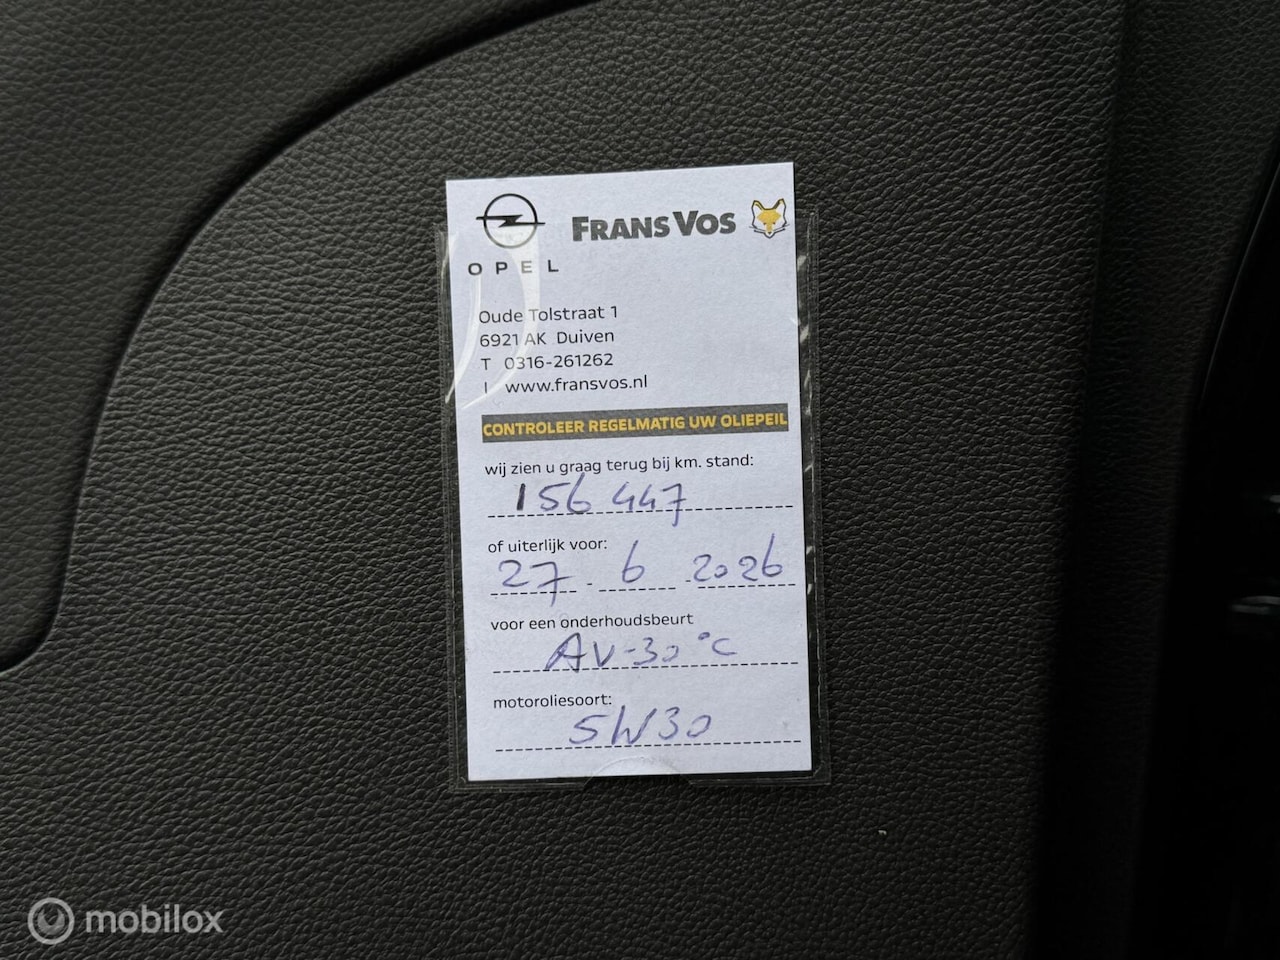 OPEL
FRANS VOS
Oude Tolstraat 1
6921 AK Duiven
T 0316-261262
I www.fransvos.nl
CONTROLEER REGELMATIG UW OLIEPEIL
wij zien u graag terug bij km. stand:
156 447
of uiterlijk voor:
27 - 6 - 2026
voor een onderhoudsbeurt
AV-30°C
motoroliesoort:
5W30
mobilox